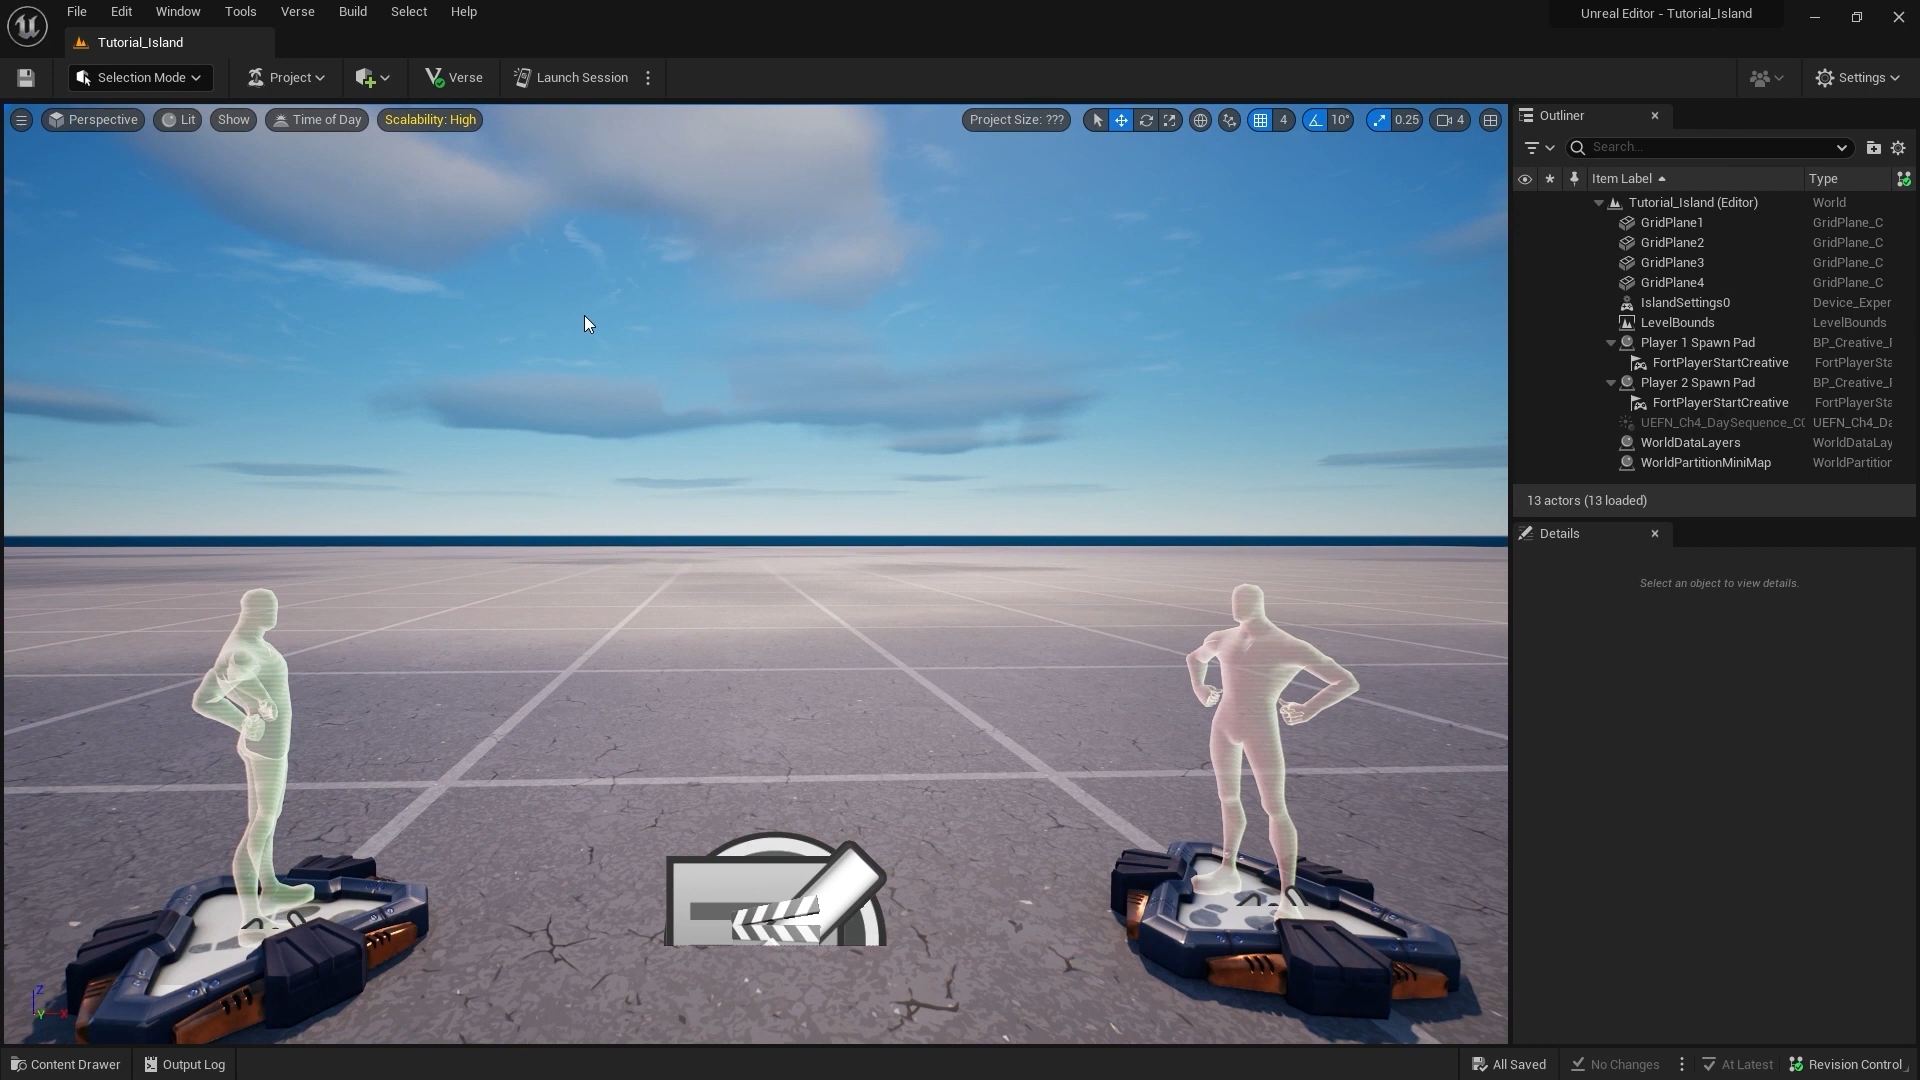 File Edit Window Tools Verse Build Select Help
Unreal Editor - Tutorial_Island
Tutorial_Island
Selection Mode Project Verse Launch Session Settings
Perspective Lit Show Time of Day Scalability: High Project Size: ??? 4 10° 0.25 4
Outliner
Search...
Item Label Type
Tutorial_Island (Editor) World
GridPlane1 GridPlane_C
GridPlane2 GridPlane_C
GridPlane3 GridPlane_C
GridPlane4 GridPlane_C
IslandSettings0 Device_Exper
LevelBounds LevelBounds
Player 1 Spawn Pad BP_Creative_
FortPlayerStartCreative FortPlayerSta
Player 2 Spawn Pad BP_Creative_
FortPlayerStartCreative FortPlayerSta
UEFN_Ch4_DaySequence_C UEFN_Ch4_Da
WorldDataLayers WorldDataLay
WorldPartitionMiniMap WorldPartition
13 actors (13 loaded)
Details
Select an object to view details.
Z
Y X
Content Drawer Output Log All Saved No Changes At Latest Revision Control